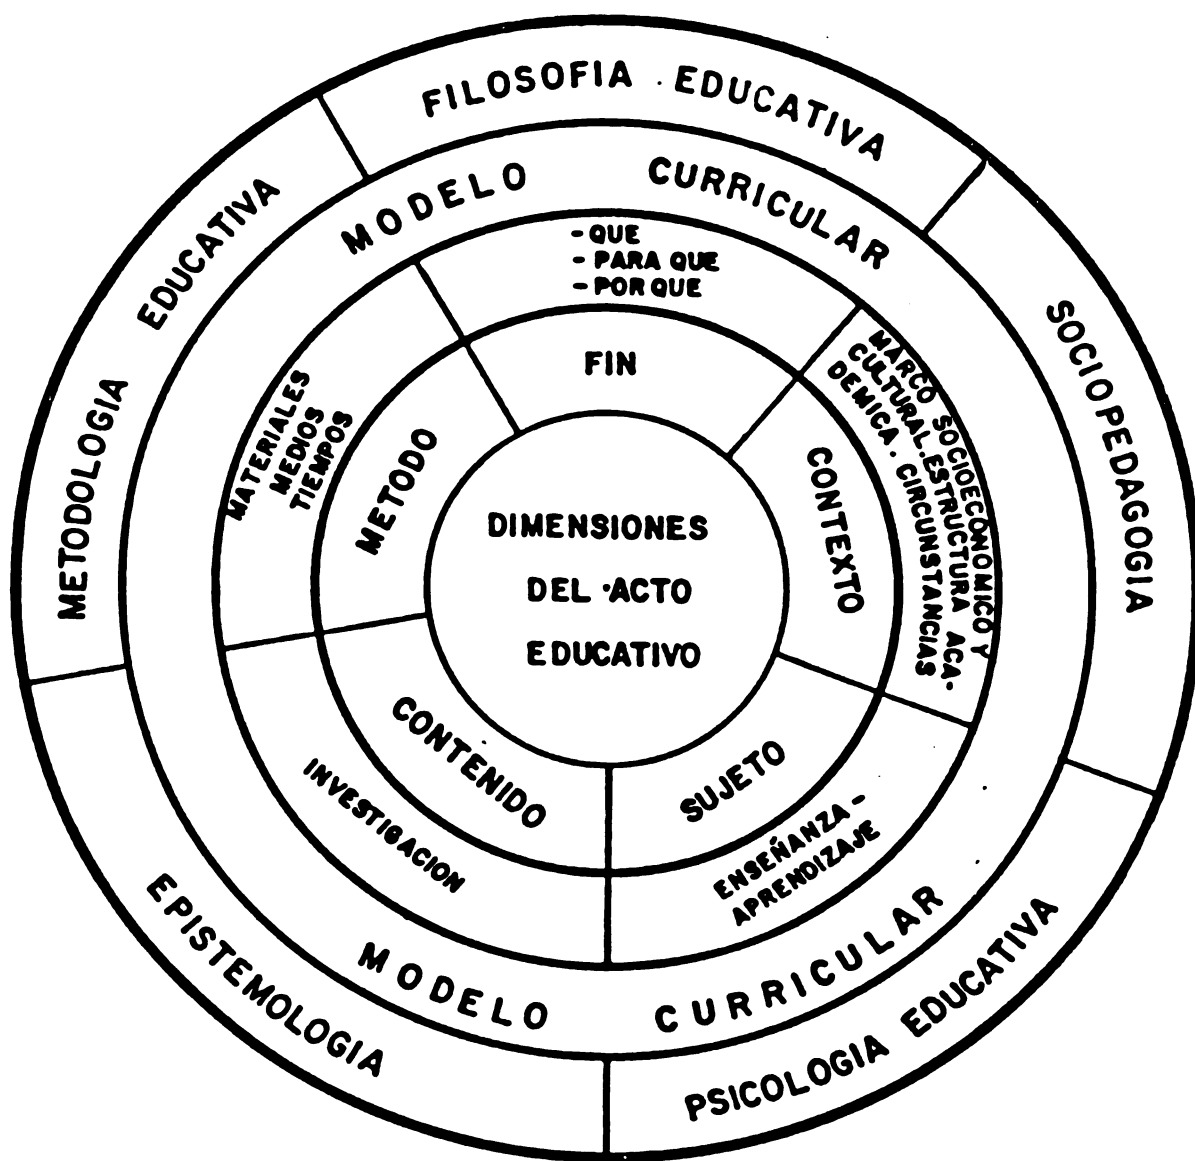 FILOSOFIA EDUCATIVA
METODOLOGIA EDUCATIVA
SOCIOPEDAGOGIA
EPISTEMOLOGIA
PSICOLOGIA EDUCATIVA
MODELO CURRICULAR
- QUE
- PARA QUE
- POR QUE
MATERIALES
MEDIOS
TIEMPOS
MARCO SOCIOECONOMICO Y
CULTURAL. ESTRUCTURA ACA-
DEMICA. CIRCUNSTANCIAS
FIN
METODO
CONTEXTO
DIMENSIONES
DEL ACTO
EDUCATIVO
CONTENIDO
SUJETO
INVESTIGACION
ENSEÑANZA -
APRENDIZAJE
MODELO CURRICULAR